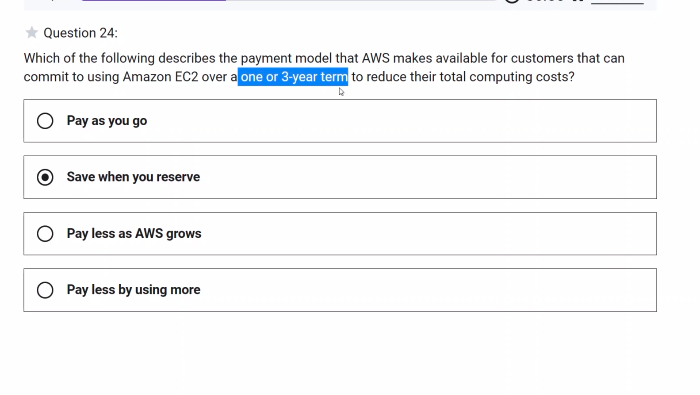 Question 24:
Which of the following describes the payment model that AWS makes available for customers that can
commit to using Amazon EC2 over a one or 3-year term to reduce their total computing costs?
Pay as you go
Save when you reserve
Pay less as AWS grows
Pay less by using more